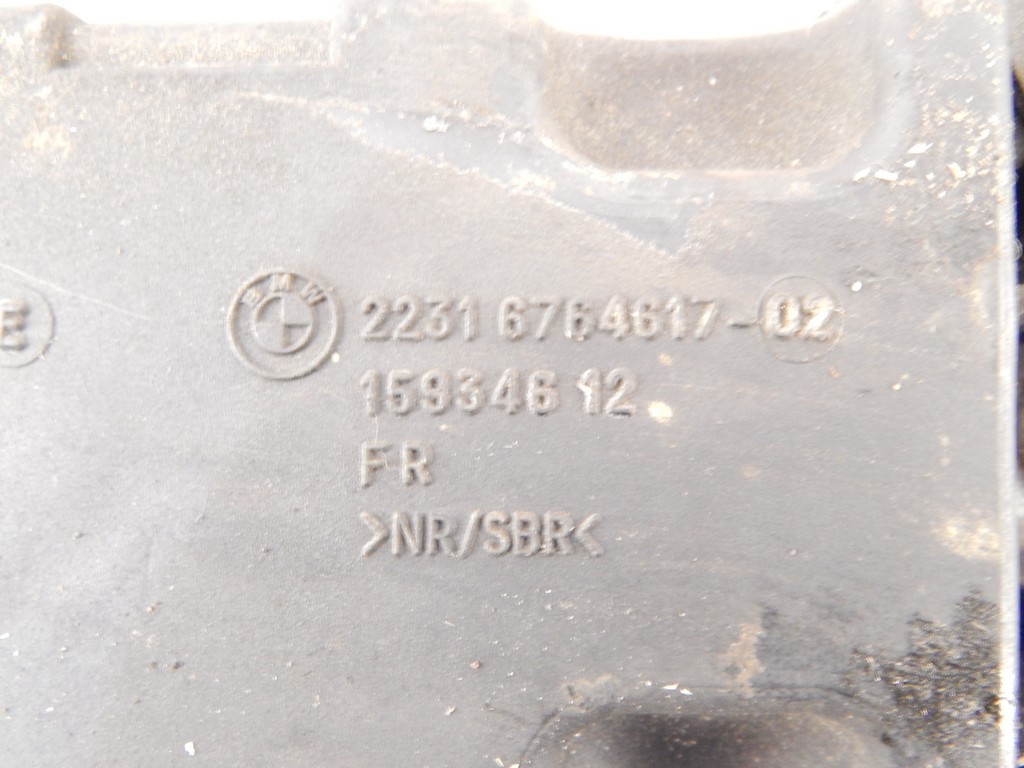 E BMW 2231 6764617-02
159346 12
FR
>NR/SBR<